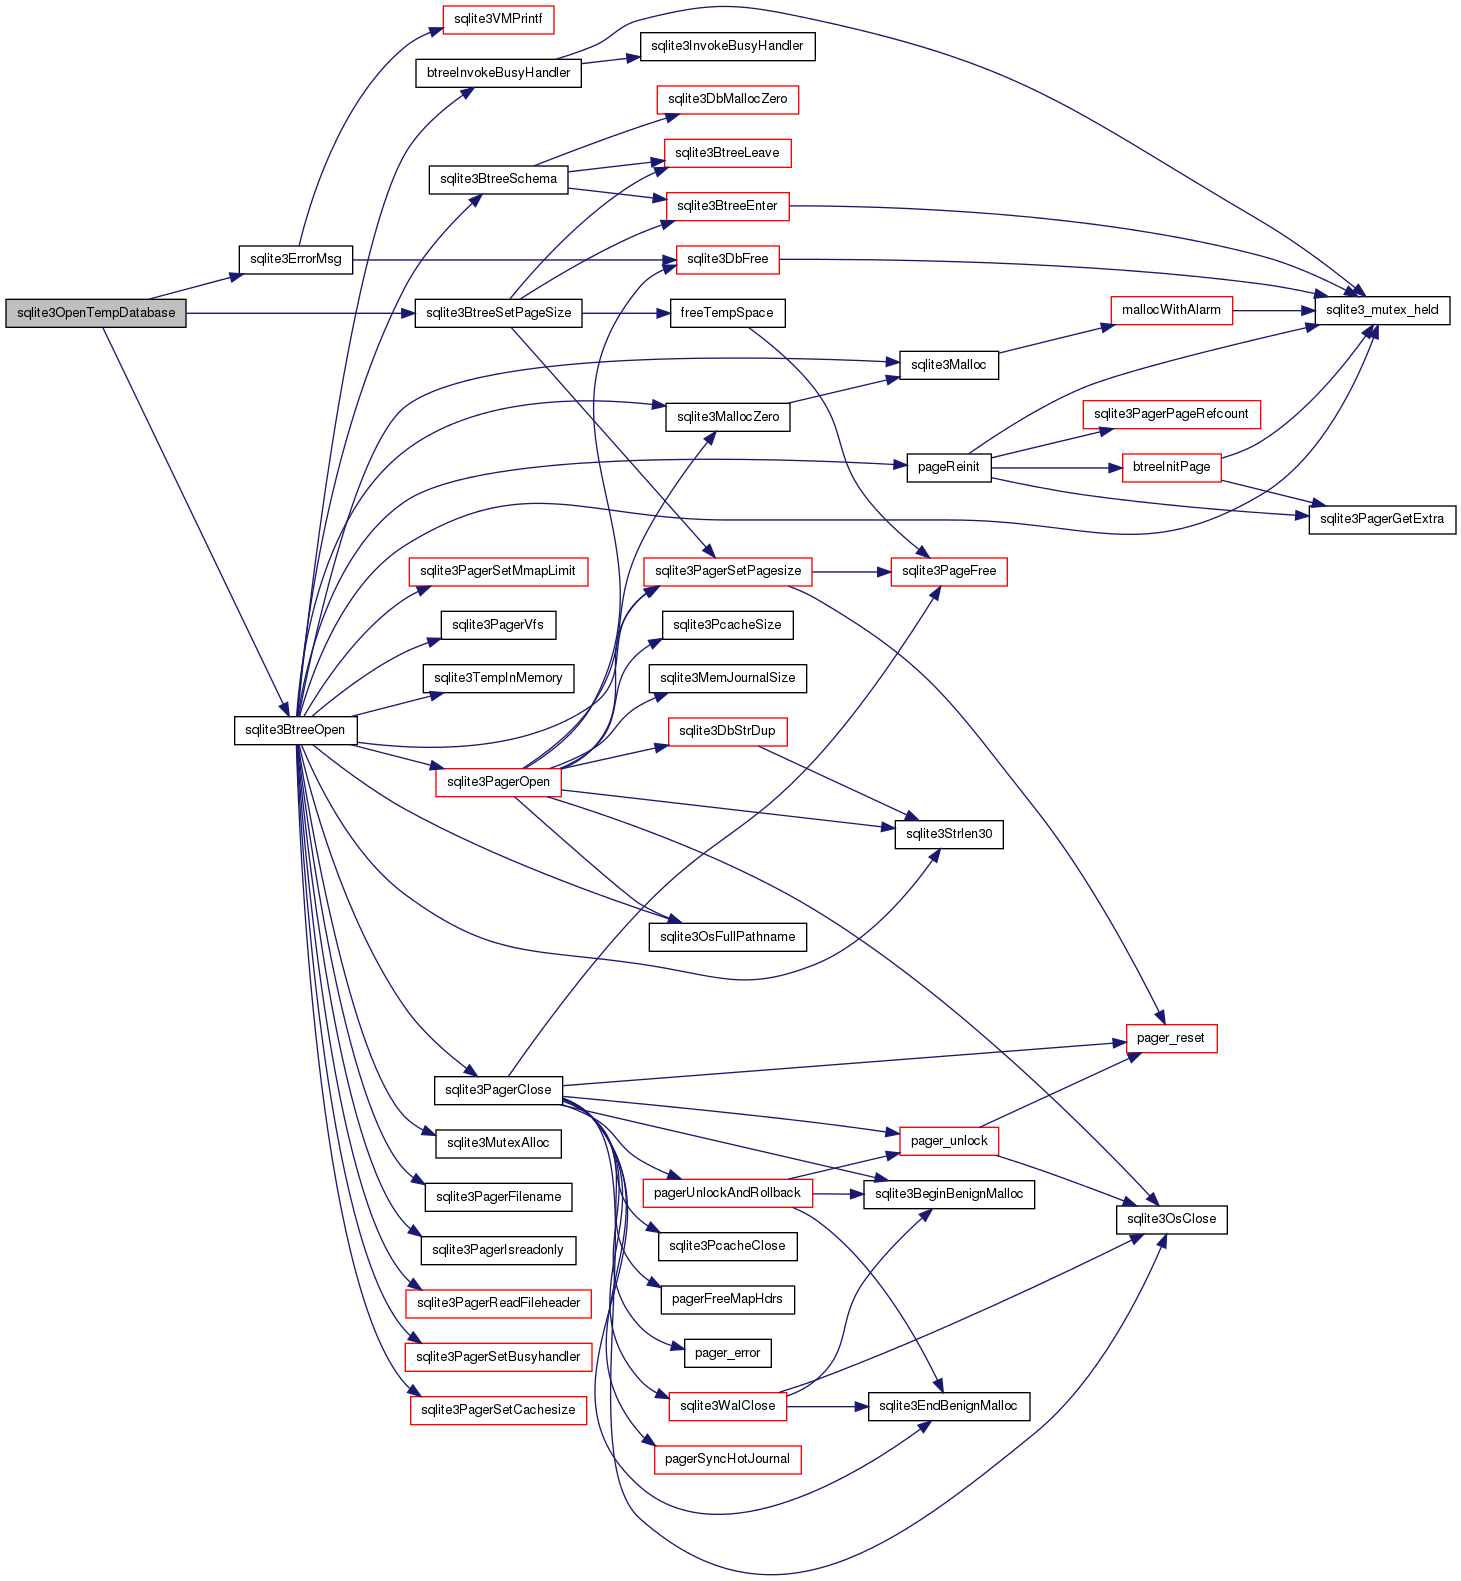 sqlite3VMPrintf
sqlite3InvokeBusyHandler
btreeInvokeBusyHandler
sqlite3DbMallocZero
sqlite3BtreeLeave
sqlite3BtreeSchema
sqlite3BtreeEnter
sqlite3ErrorMsg
sqlite3DbFree
sqlite3OpenTempDatabase
sqlite3BtreeSetPageSize
freeTempSpace
mallocWithAlarm
sqlite3_mutex_held
sqlite3Malloc
sqlite3MallocZero
sqlite3PagerPageRefcount
pageReinit
btreeInitPage
sqlite3PagerGetExtra
sqlite3PagerSetMmapLimit
sqlite3PagerSetPagesize
sqlite3PageFree
sqlite3PagerVfs
sqlite3PcacheSize
sqlite3TempInMemory
sqlite3MemJournalSize
sqlite3BtreeOpen
sqlite3DbStrDup
sqlite3PagerOpen
sqlite3Strlen30
sqlite3OsFullPathname
pager_reset
sqlite3PagerClose
sqlite3MutexAlloc
pager_unlock
sqlite3PagerFilename
pagerUnlockAndRollback
sqlite3BeginBenignMalloc
sqlite3OsClose
sqlite3PagerIsreadonly
sqlite3PcacheClose
sqlite3PagerReadFileheader
pagerFreeMapHdrs
sqlite3PagerSetBusyhandler
pager_error
sqlite3PagerSetCachesize
sqlite3WalClose
sqlite3EndBenignMalloc
pagerSyncHotJournal